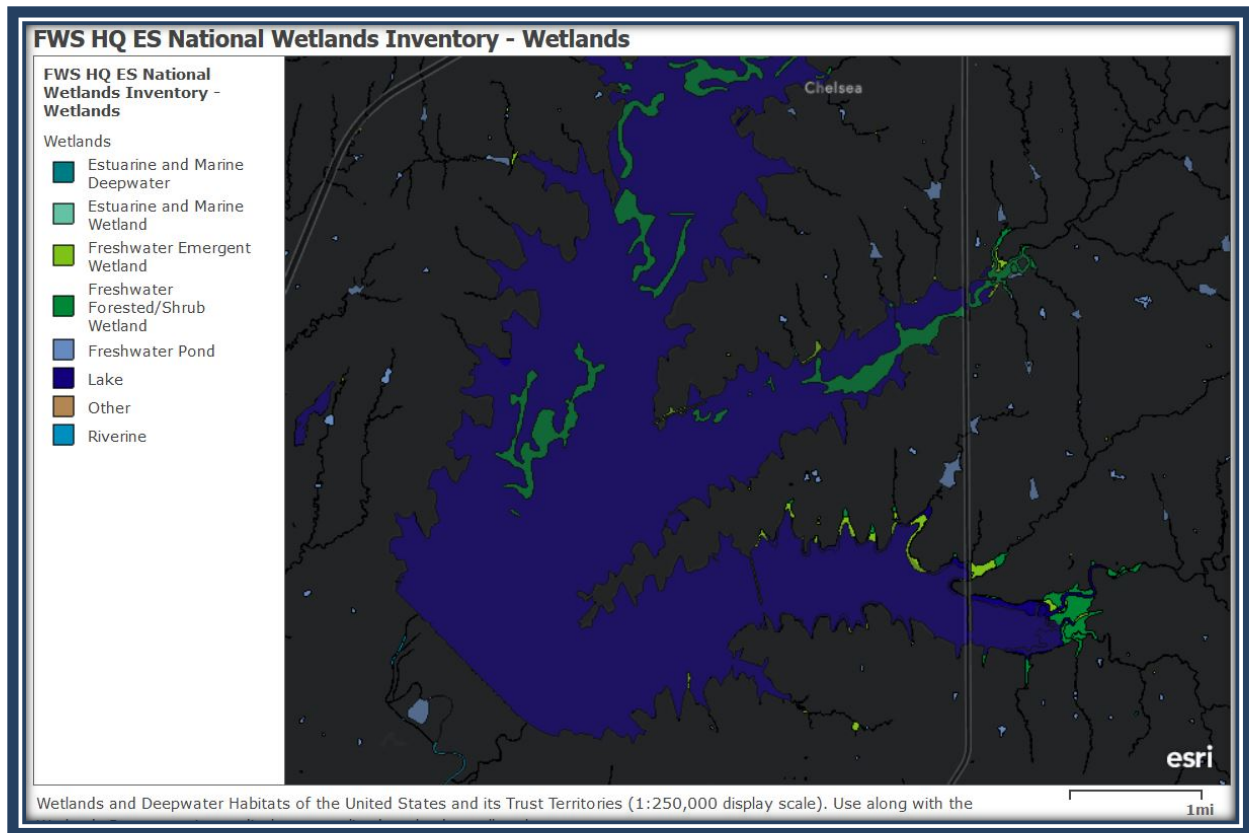 FWS HQ ES National Wetlands Inventory - Wetlands
FWS HQ ES National
Wetlands Inventory -
Wetlands
Wetlands
Estuarine and Marine
Deepwater
Estuarine and Marine
Wetland
Freshwater Emergent
Wetland
Freshwater
Forested/Shrub
Wetland
Freshwater Pond
Lake
Other
Riverine
Chelsea
esri
Wetlands and Deepwater Habitats of the United States and its Trust Territories (1:250,000 display scale). Use along with the
1mi